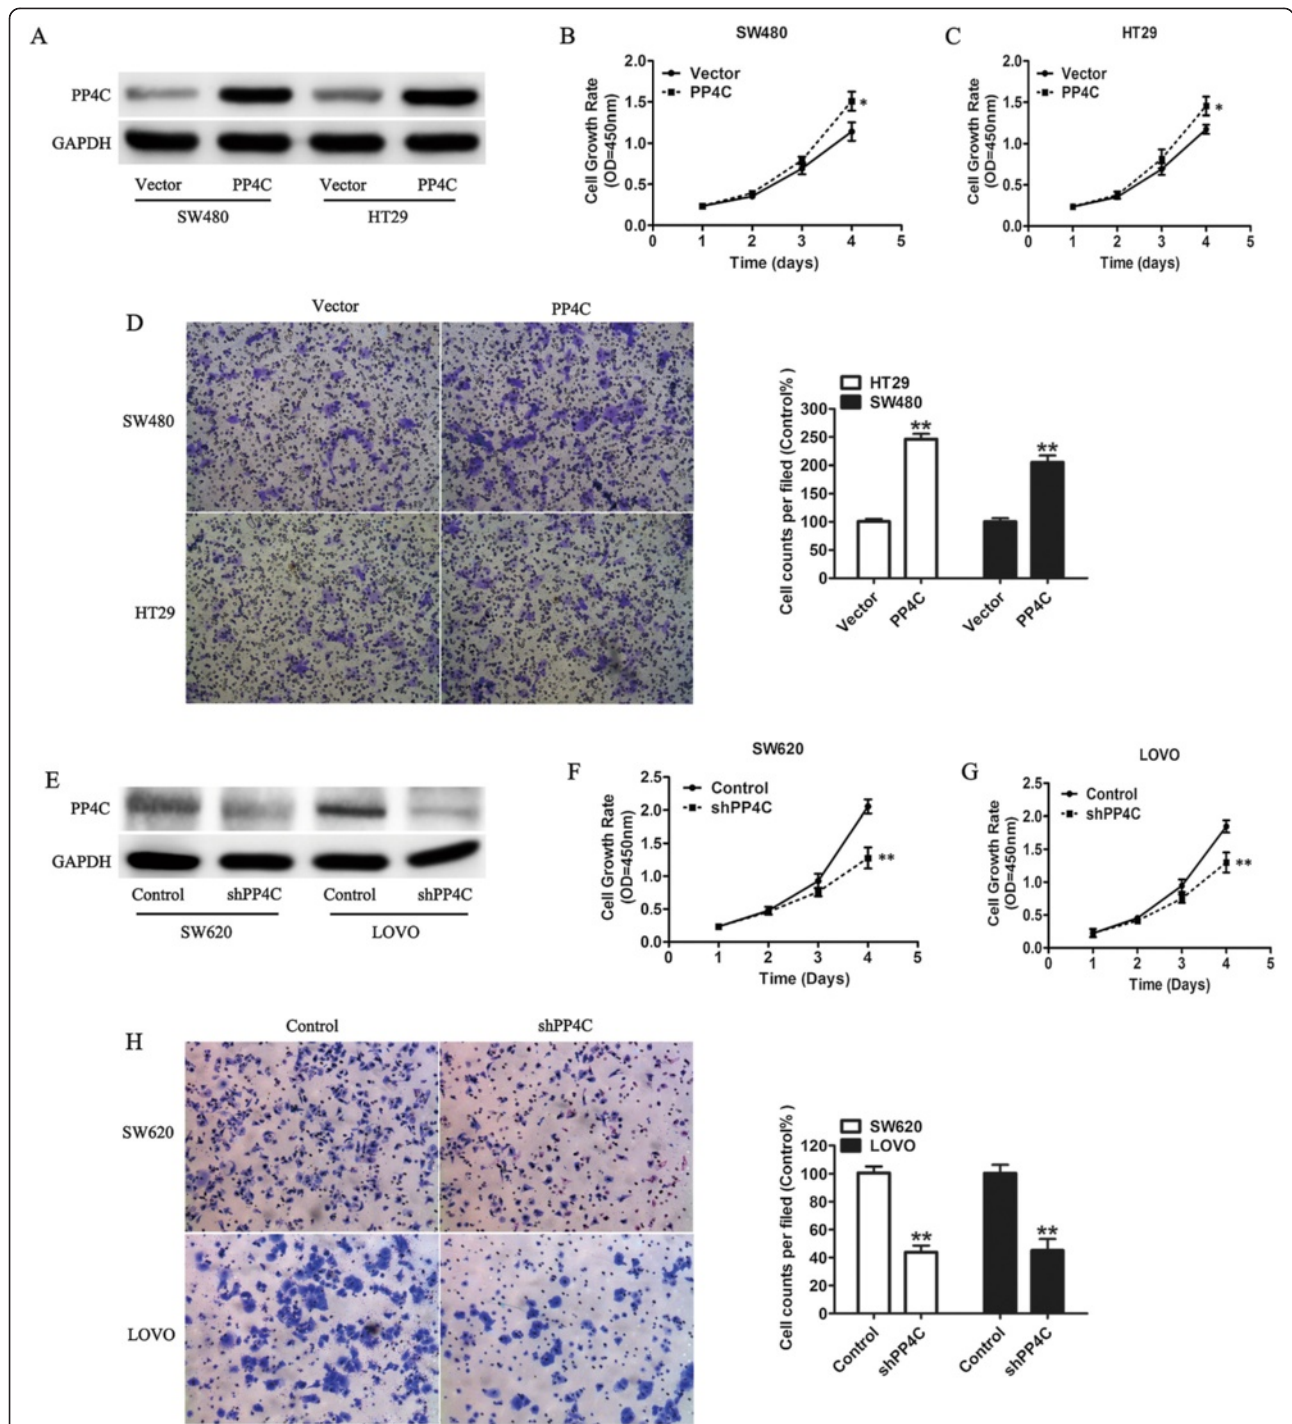 A
PP4C
GAPDH
Vector PP4C Vector PP4C
SW480 HT29
B
SW480
Vector
PP4C
Cell Growth Rate
(OD=450nm)
2.0
1.5
1.0
0.5
0.0
*
0 1 2 3 4 5
Time (days)
C
HT29
Vector
PP4C
Cell Growth Rate
(OD=450nm)
2.0
1.5
1.0
0.5
0.0
*
0 1 2 3 4 5
Time (days)
D
Vector PP4C
SW480
HT29
HT29
SW480
Cell counts per filed (Control% )
300
250
200
150
100
50
0
** **
Vector PP4C Vector PP4C
E
PP4C
GAPDH
Control shPP4C Control shPP4C
SW620 LOVO
F
SW620
Control
shPP4C
Cell Growth Rate
(OD=450nm)
2.5
2.0
1.5
1.0
0.5
0.0
**
0 1 2 3 4 5
Time (Days)
G
LOVO
Control
shPP4C
Cell Growth Rate
(OD=450nm)
2.5
2.0
1.5
1.0
0.5
0.0
**
0 1 2 3 4 5
Time (Days)
H
Control shPP4C
SW620
LOVO
SW620
LOVO
Cell counts per filed (Control% )
120
100
80
60
40
20
0
** **
Control shPP4C Control shPP4C